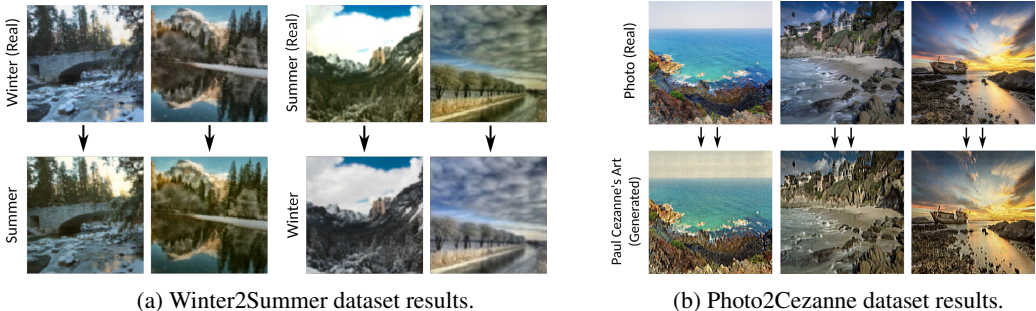 Winter (Real)
Summer (Real)
Summer
Winter
(a) Winter2Summer dataset results.
Photo (Real)
Paul Cezanne's Art
(Generated)
(b) Photo2Cezanne dataset results.